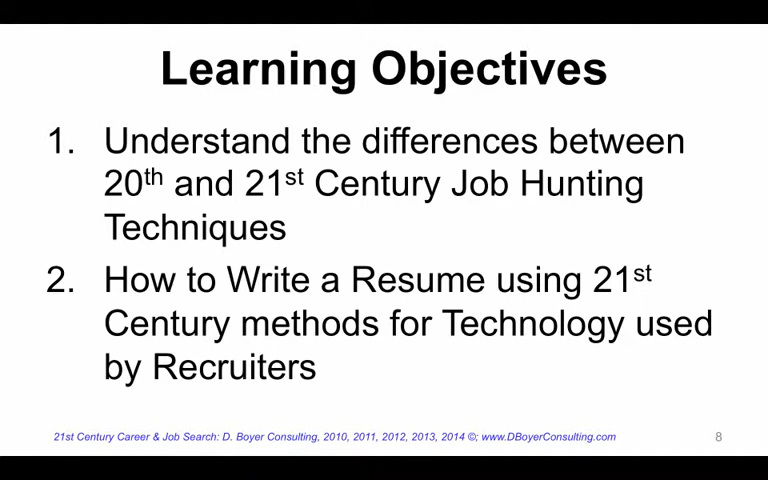 Learning Objectives
1. Understand the differences between
20th and 21st Century Job Hunting
Techniques
2. How to Write a Resume using 21st
Century methods for Technology used
by Recruiters
21st Century Career & Job Search: D. Boyer Consulting, 2010, 2011, 2012, 2013, 2014 ©; www.DBoyerConsulting.com 8